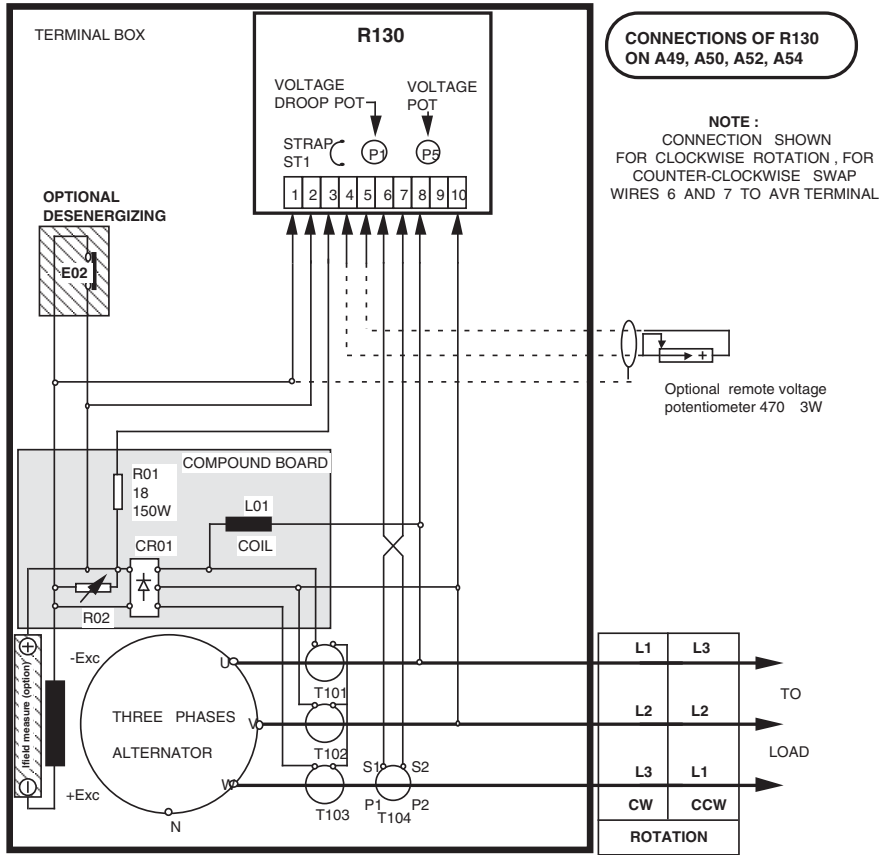 TERMINAL BOX
R130
CONNECTIONS OF R130
ON A49, A50, A52, A54
VOLTAGE
DROOP POT
VOLTAGE
POT
NOTE :
CONNECTION SHOWN
FOR CLOCKWISE ROTATION , FOR
COUNTER-CLOCKWISE SWAP
WIRES 6 AND 7 TO AVR TERMINAL
STRAP
ST1
P1
P5
1 2 3 4 5 6 7 8 9 10
OPTIONAL
DESENERGIZING
E02
+
Optional remote voltage
potentiometer 470 3W
COMPOUND BOARD
R01
18
150W
L01
COIL
CR01
R02
+
Ifield measure (option)
-
-Exc
+Exc
THREE PHASES
ALTERNATOR
U
V
W
N
T101
T102
T103
S1 S2
P1 P2
T104
L1 L3
L2 L2
L3 L1
CW CCW
ROTATION
TO
LOAD